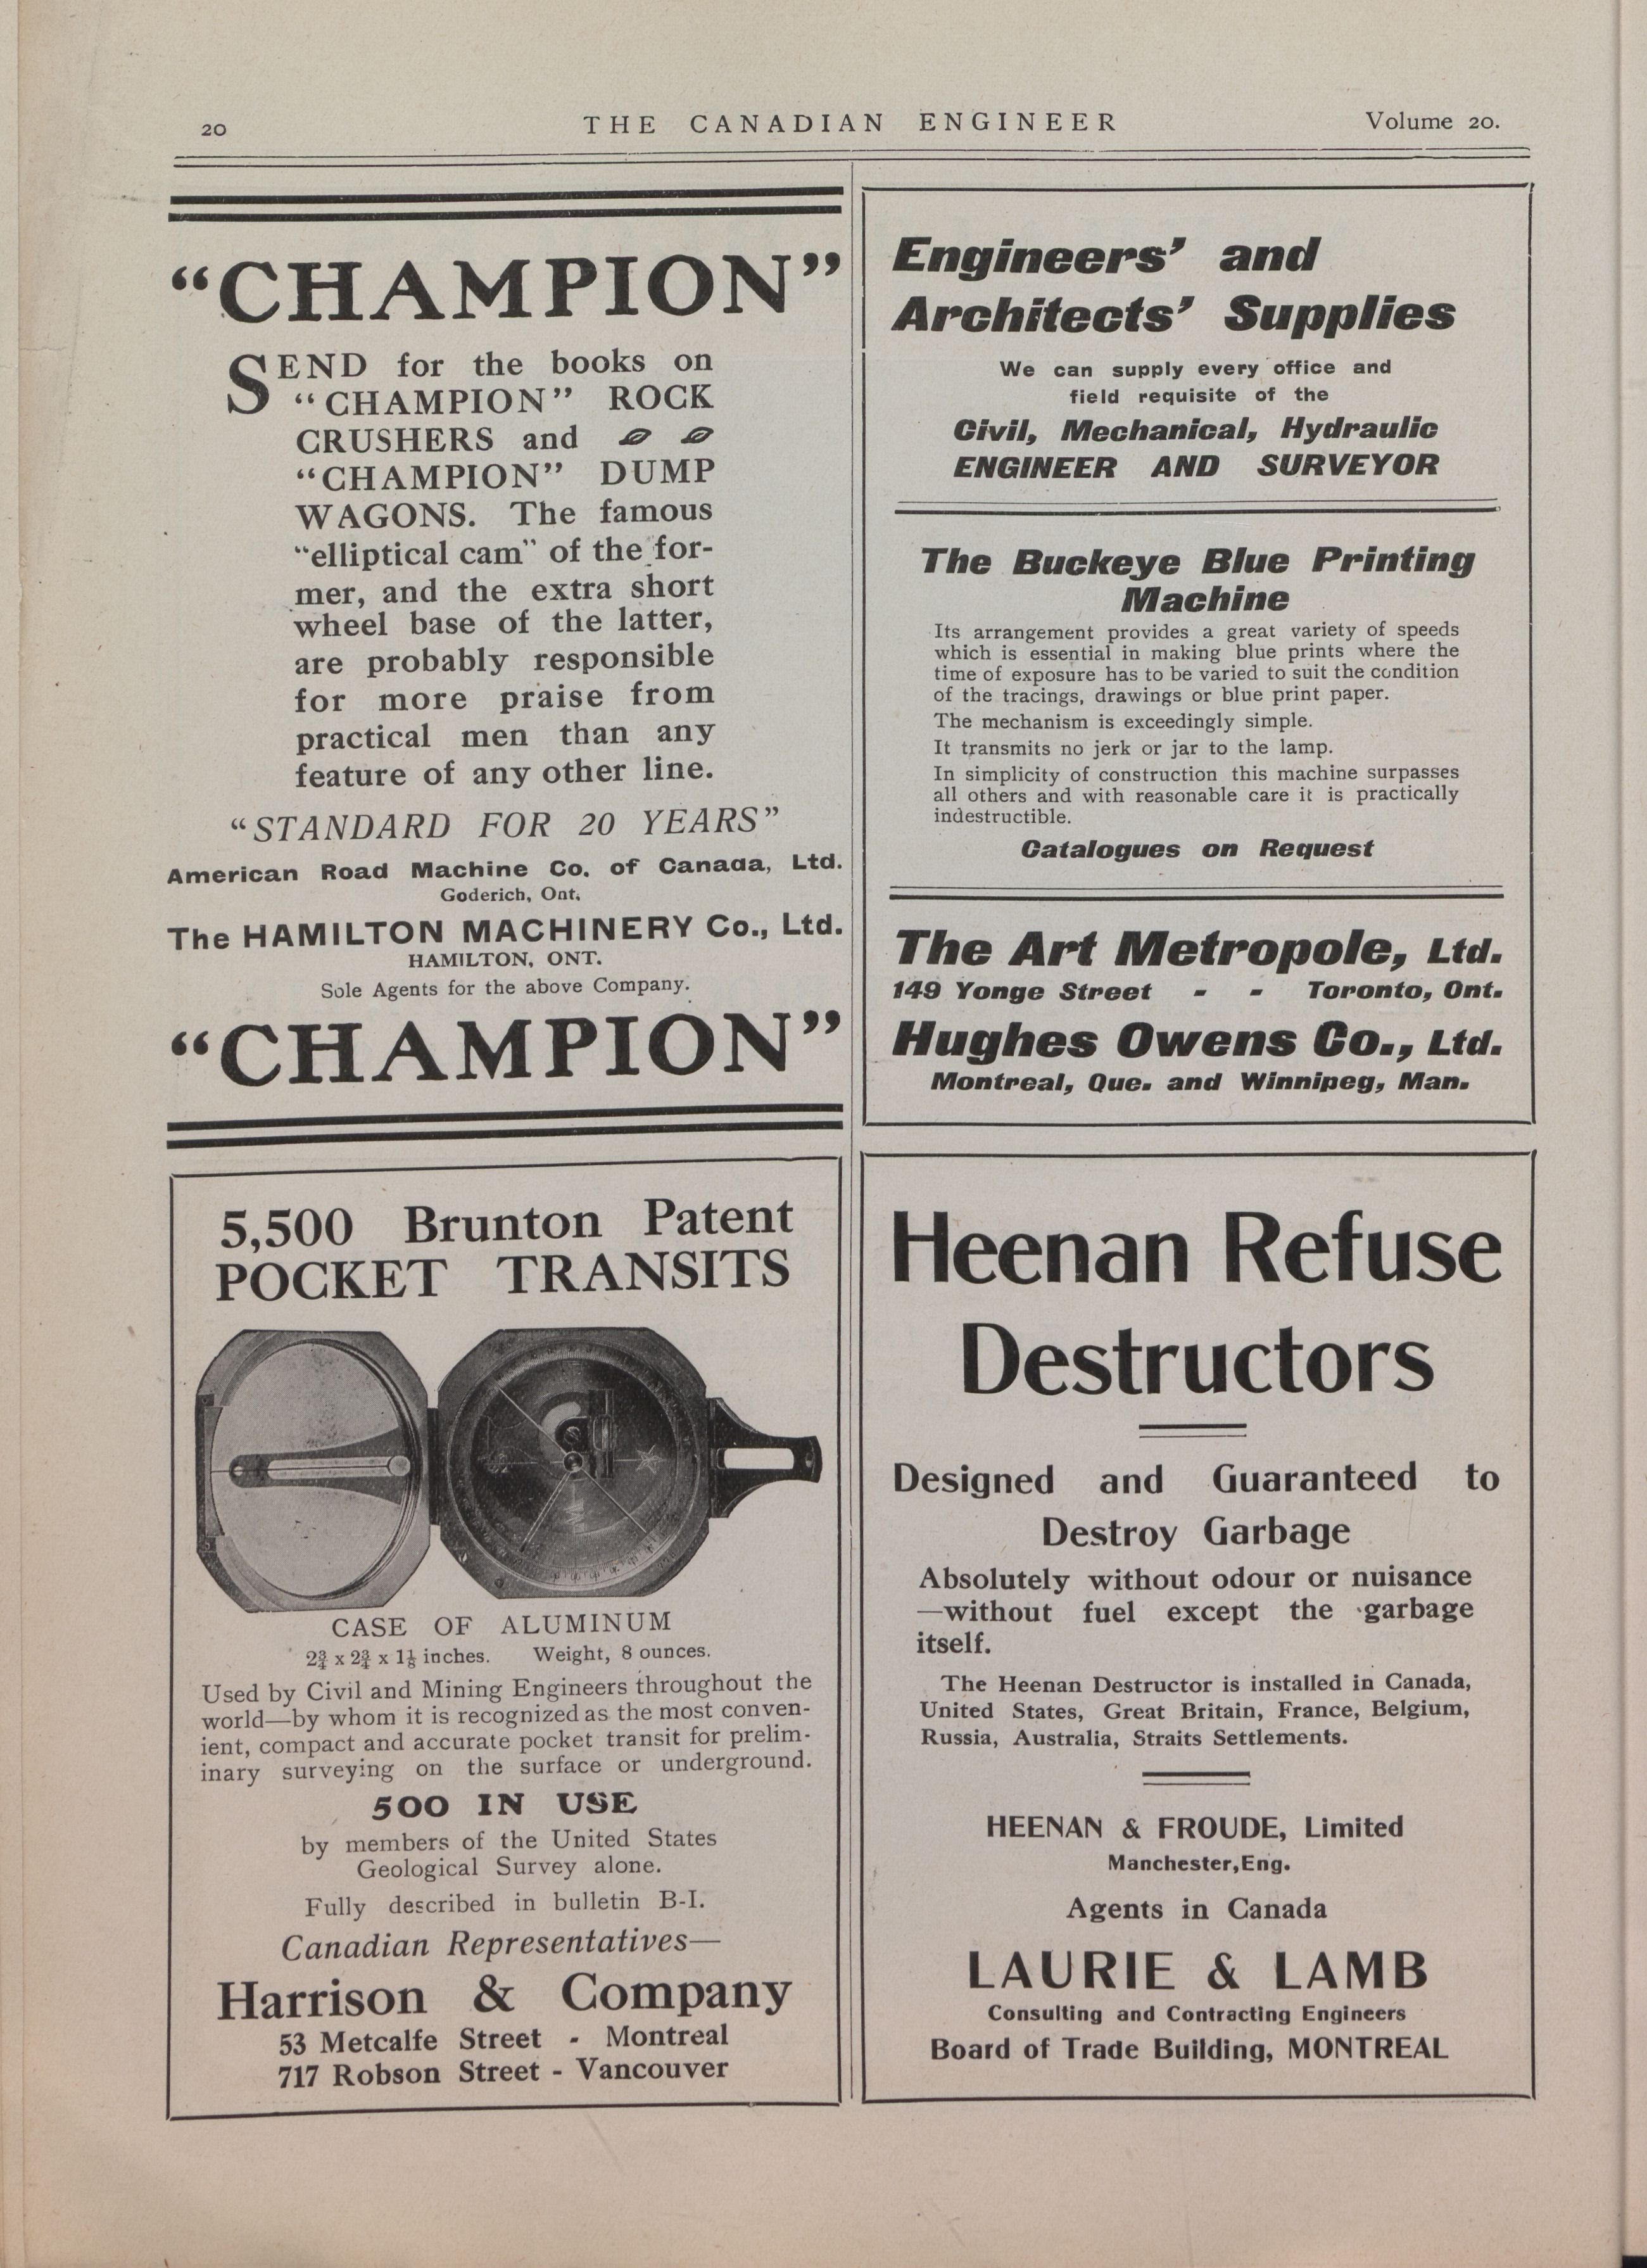 20
THE CANADIAN ENGINEER
Volume 20.
“CHAMPION”
SEND for the books on
“CHAMPION” ROCK
CRUSHERS and
“CHAMPION” DUMP
WAGONS. The famous
“elliptical cam” of the for-
mer, and the extra short
wheel base of the latter,
are probably responsible
for more praise from
practical men than any
feature of any other line.
“STANDARD FOR 20 YEARS”
American Road Machine Co. of Canada, Ltd.
Goderich, Ont.
The HAMILTON MACHINERY Co., Ltd.
HAMILTON, ONT.
Sole Agents for the above Company.
“CHAMPION”
Engineers’ and
Architects’ Supplies
We can supply every office and
field requisite of the
Civil, Mechanical, Hydraulic
ENGINEER AND SURVEYOR
The Buckeye Blue Printing
Machine
Its arrangement provides a great variety of speeds
which is essential in making blue prints where the
time of exposure has to be varied to suit the condition
of the tracings, drawings or blue print paper.
The mechanism is exceedingly simple.
It transmits no jerk or jar to the lamp.
In simplicity of construction this machine surpasses
all others and with reasonable care it is practically
indestructible.
Catalogues on Request
The Art Metropole, Ltd.
149 Yonge Street - - Toronto, Ont.
Hughes Owens Co., Ltd.
Montreal, Que. and Winnipeg, Man.
5,500 Brunton Patent
POCKET TRANSITS
CASE OF ALUMINUM
2¾ x 2¾ x 1⅛ inches. Weight, 8 ounces.
Used by Civil and Mining Engineers throughout the
world—by whom it is recognized as the most conven-
ient, compact and accurate pocket transit for prelim-
inary surveying on the surface or underground.
500 IN USE
by members of the United States
Geological Survey alone.
Fully described in bulletin B-I.
Canadian Representatives—
Harrison & Company
53 Metcalfe Street - Montreal
717 Robson Street - Vancouver
Heenan Refuse
Destructors
Designed and Guaranteed to
Destroy Garbage
Absolutely without odour or nuisance
—without fuel except the garbage
itself.
The Heenan Destructor is installed in Canada,
United States, Great Britain, France, Belgium,
Russia, Australia, Straits Settlements.
HEENAN & FROUDE, Limited
Manchester,Eng.
Agents in Canada
LAURIE & LAMB
Consulting and Contracting Engineers
Board of Trade Building, MONTREAL